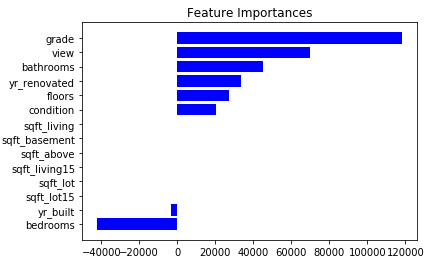 Feature Importances
grade
view
bathrooms
yr_renovated
floors
condition
sqft_living
sqft_basement
sqft_above
sqft_living15
sqft_lot
sqft_lot15
yr_built
bedrooms
−40000 −20000 0 20000 40000 60000 80000 100000 120000